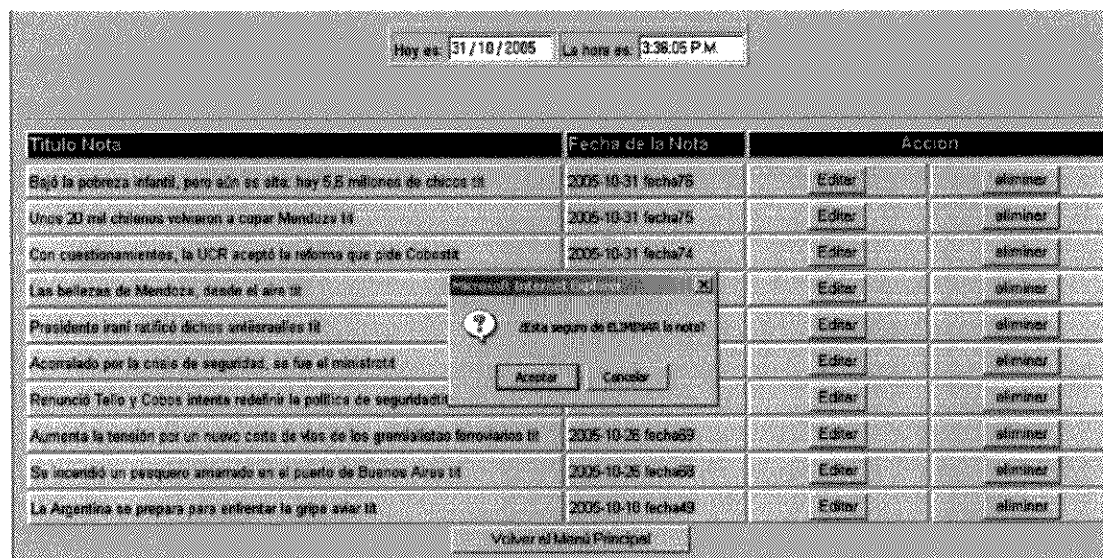 Hoy es: 31 / 10 / 2005 La hora es: 3:36:05 P.M.
Titulo Nota Fecha de la Nota Accion
Bajó la pobreza infantil, pero aún es alta: hay 5,6 millones de chicos tit 2005-10-31 fecha76 Editar eliminar
Unos 20 mil chilenos volvieron a copar Mendoza tit 2005-10-31 fecha75 Editar eliminar
Con cuestionamientos, la UCR aceptó la reforma que pide Cobostit 2005-10-31 fecha74 Editar eliminar
Las bellezas de Mendoza, desde el aire tit Editar eliminar
Microsoft Internet Explorer
Presidente iraní ratificó dichos antiisraelíes tit Editar eliminar
¿Esta seguro de ELIMINAR la nota?
Acorralado por la crisis de seguridad, se fue el ministrotit Editar eliminar
Aceptar Cancelar
Renunció Tello y Cobos intenta redefinir la política de seguridadtit Editar eliminar
Aumenta la tensión por un nuevo corte de vías de los gremialistas ferroviarios tit 2005-10-26 fecha69 Editar eliminar
Se incendió un pesquero amarrado en el puerto de Buenos Aires tit 2005-10-26 fecha68 Editar eliminar
La Argentina se prepara para enfrentar la gripe aviar tit 2005-10-18 fecha49 Editar eliminar
Volver al Menú Principal